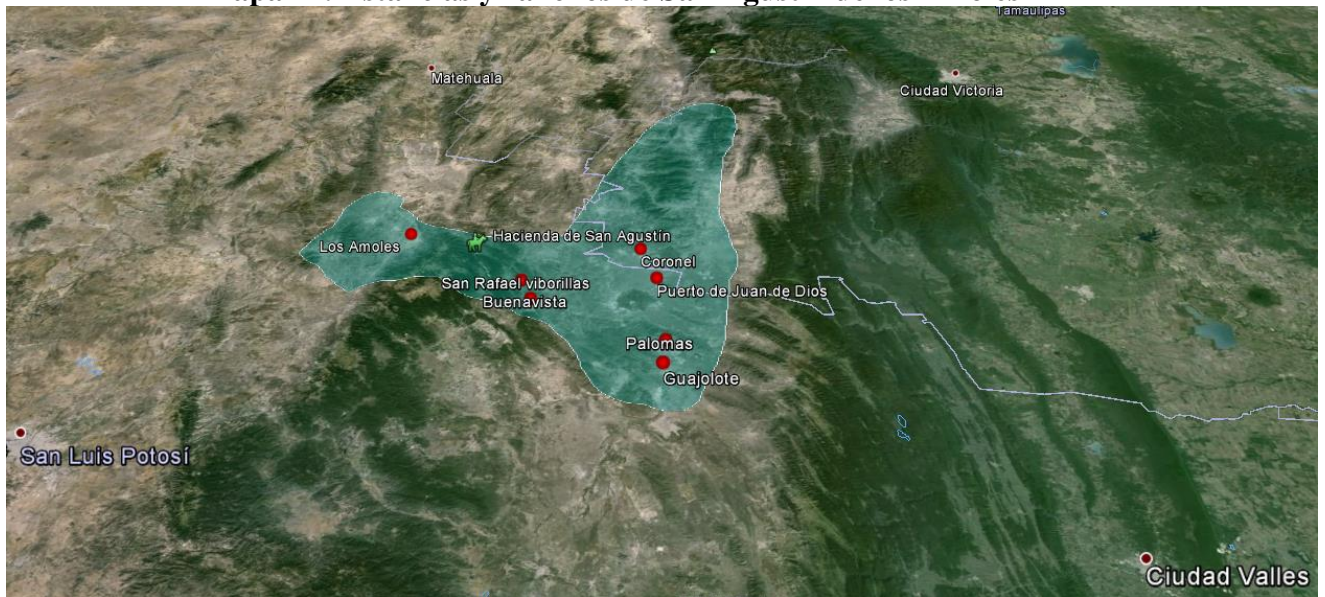 Tamaulipas
Matehuala
Ciudad Victoria
Hacienda de San Agustín
Los Amoles
Coronel
San Rafael viborillas
Puerto de Juan de Dios
Buenavista
Palomas
Guajolote
San Luis Potosí
Ciudad Valles